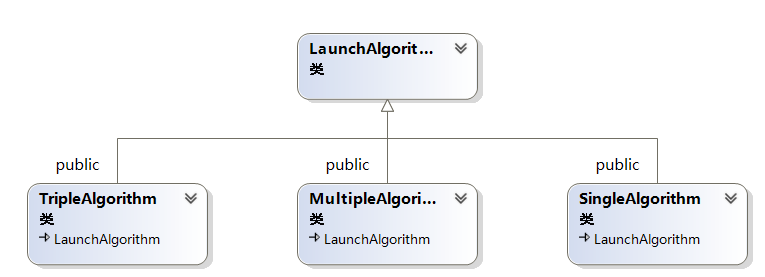 LaunchAlgorit...
类
public
public
public
TripleAlgorithm
类
LaunchAlgorithm
MultipleAlgori...
类
LaunchAlgorithm
SingleAlgorithm
类
LaunchAlgorithm